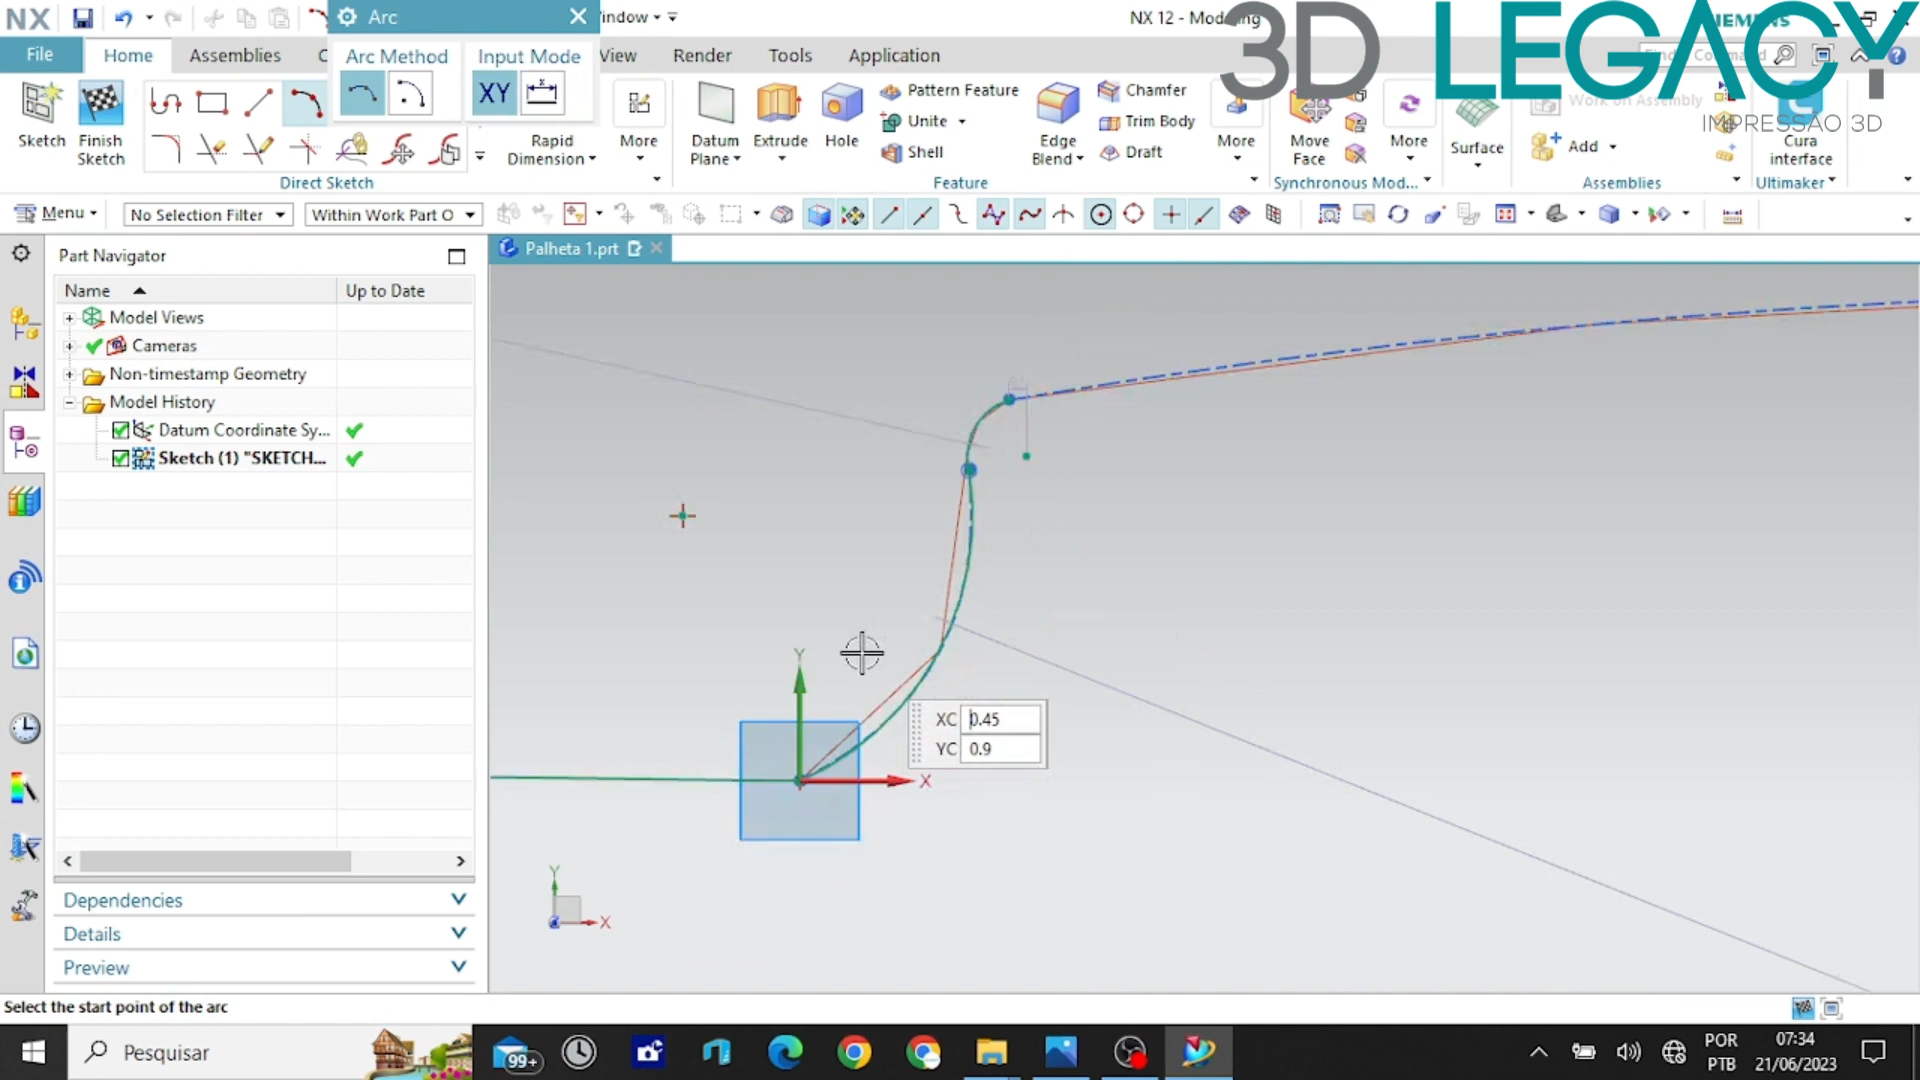 NX
Arc
indow
NX 12 - Modeling
SIEMENS
3D LEGACY
IMPRESSÃO 3D
File
Home
Assemblies
C
View
Render
Tools
Application
Arc Method
Input Mode
XY
Sketch
Finish
Sketch
Rapid
Dimension
More
Direct Sketch
Datum
Plane
Extrude
Hole
Pattern Feature
Unite
Shell
Edge
Blend
Chamfer
Trim Body
Draft
More
Feature
Move
Face
More
Synchronous Mod...
Surface
Work on Assembly
Add
Assemblies
Cura
interface
Ultimaker
Menu
No Selection Filter
Within Work Part O
Part Navigator
Palheta 1.prt
Name
Up to Date
Model Views
Cameras
Non-timestamp Geometry
Model History
Datum Coordinate Sy...
Sketch (1) "SKETCH...
Y
X
XC 0.45
YC 0.9
Y
X
Dependencies
Details
Preview
Select the start point of the arc
Pesquisar
99+
POR
PTB
07:34
21/06/2023